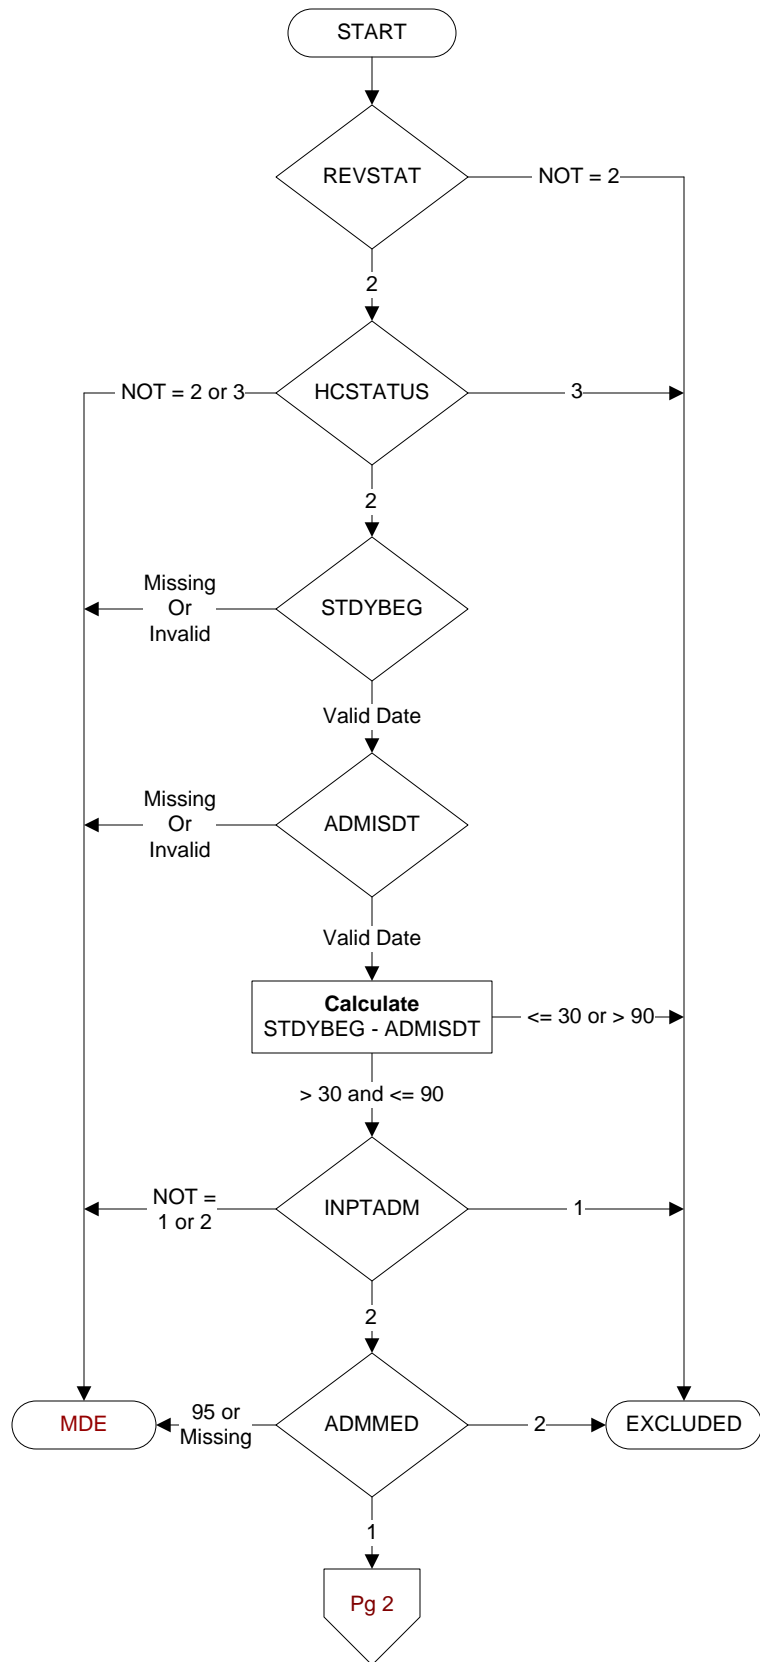 START
REVSTAT
NOT = 2
2
NOT = 2 or 3
HCSTATUS
3
2
Missing
Or
Invalid
STDYBEG
Valid Date
Missing
Or
Invalid
ADMISDT
Valid Date
Calculate
STDYBEG - ADMISDT
<= 30 or > 90
> 30 and <= 90
NOT =
1 or 2
INPTADM
1
2
MDE
95 or
Missing
ADMMED
2
EXCLUDED
1
Pg 2